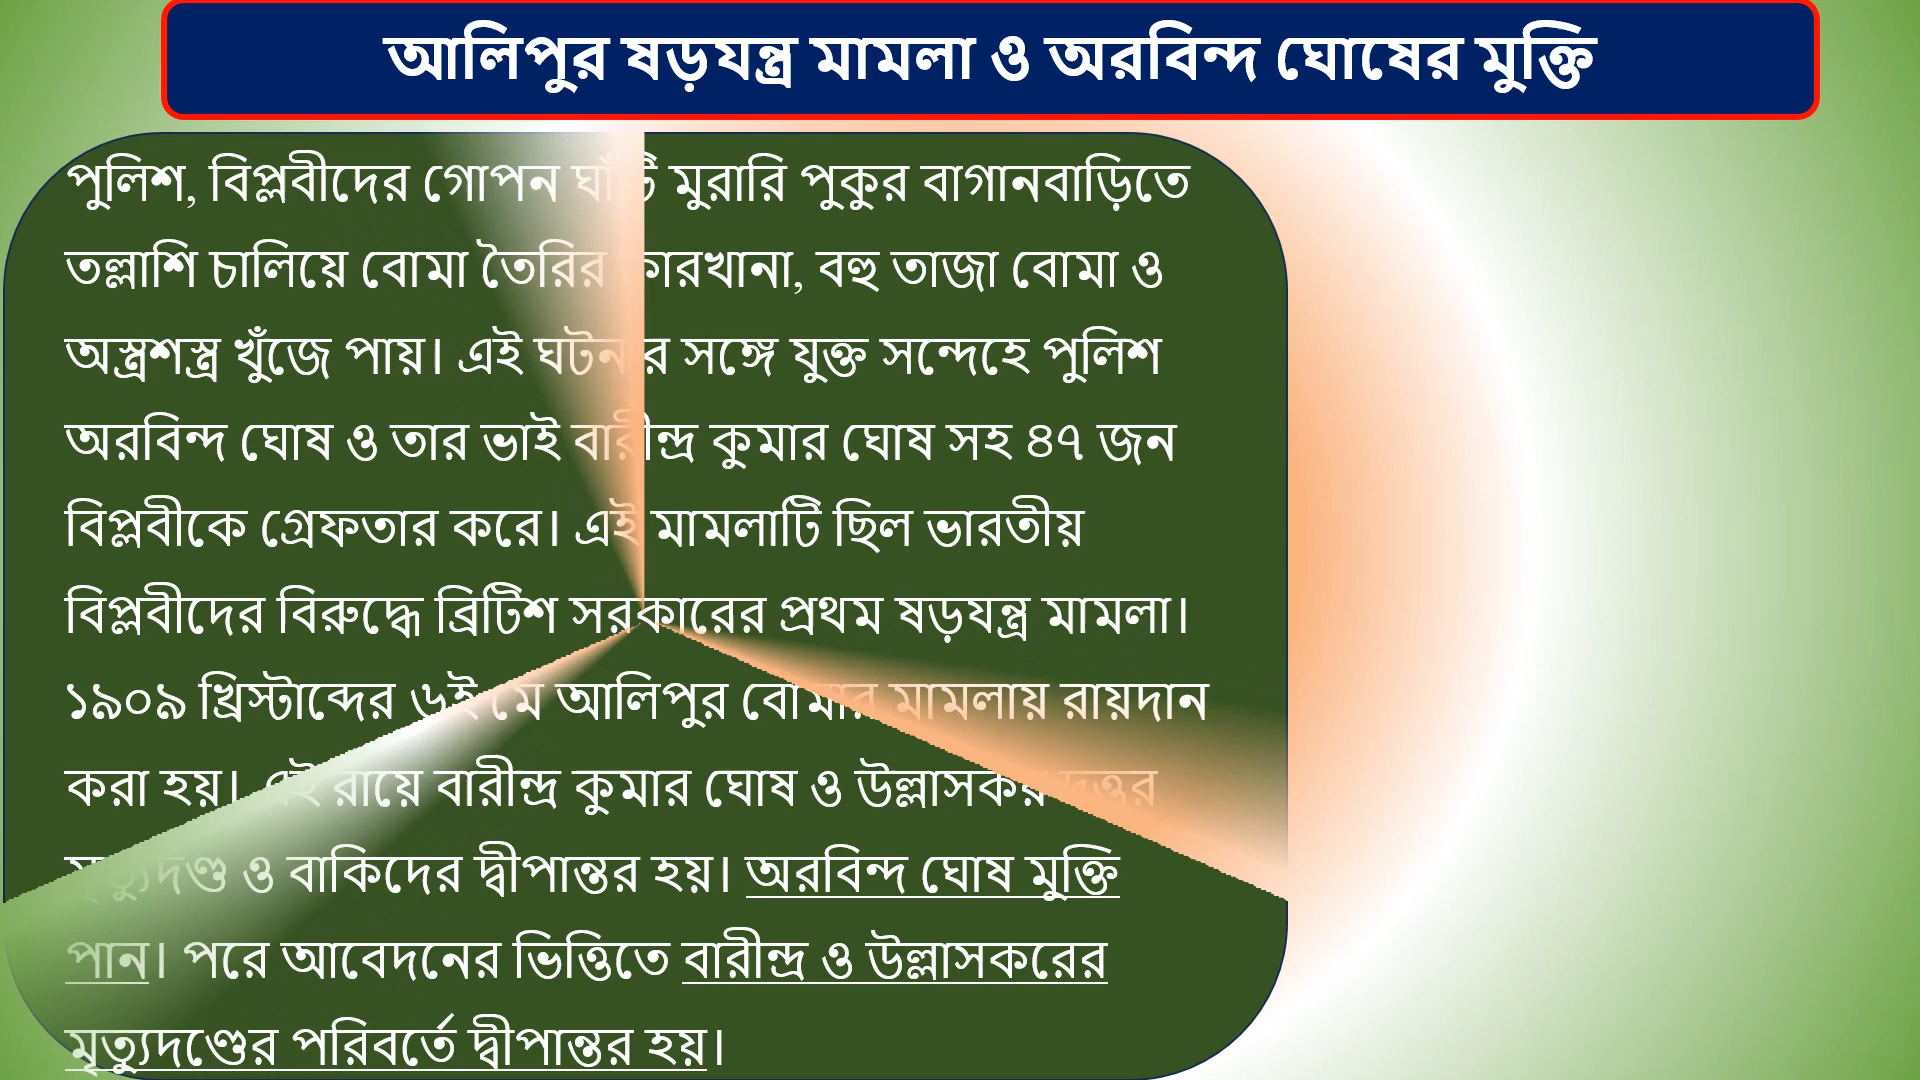 আলিপুর ষড়যন্ত্র মামলা ও অরবিন্দ ঘোষের মুক্তি
পুলিশ, বিপ্লবীদের গোপন ঘাঁটি মুরারি পুকুর বাগানবাড়িতে
তল্লাশি চালিয়ে বোমা তৈরির কারখানা, বহু তাজা বোমা ও
অস্ত্রশস্ত্র খুঁজে পায়। এই ঘটনার সঙ্গে যুক্ত সন্দেহে পুলিশ
অরবিন্দ ঘোষ ও তার ভাই বারীন্দ্র কুমার ঘোষ সহ ৪৭ জন
বিপ্লবীকে গ্রেফতার করে। এই মামলাটি ছিল ভারতীয়
বিপ্লবীদের বিরুদ্ধে ব্রিটিশ সরকারের প্রথম ষড়যন্ত্র মামলা।
১৯০৯ খ্রিস্টাব্দের ৬ই মে আলিপুর বোমার মামলায় রায়দান
করা হয়। এই রায়ে বারীন্দ্র কুমার ঘোষ ও উল্লাসকর দত্তর
মৃত্যুদণ্ড ও বাকিদের দ্বীপান্তর হয়। অরবিন্দ ঘোষ মুক্তি
পান। পরে আবেদনের ভিত্তিতে বারীন্দ্র ও উল্লাসকরের
মৃত্যুদণ্ডের পরিবর্তে দ্বীপান্তর হয়।